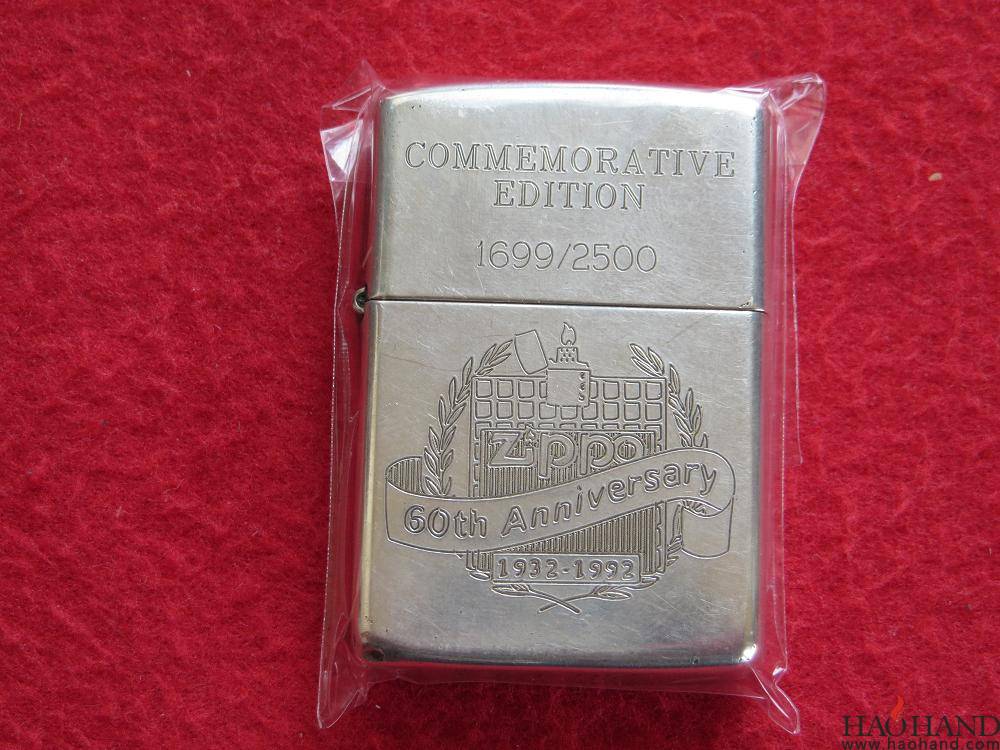 COMMEMORATIVE
EDITION
1699/2500
Zippo
60th Anniversary
1932-1992
HAOHAND
www.haohand.com